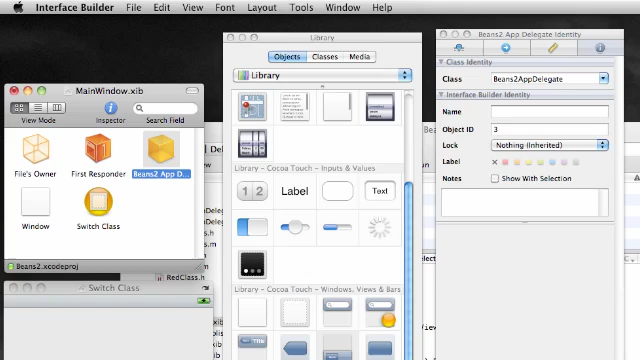 Interface Builder File Edit Font Layout Tools Window Help
Library
Objects Classes Media
Library
Library – Cocoa Touch – Inputs & Values
1 2 Label Text
Library – Cocoa Touch – Windows, Views & Bars
Title
MainWindow.xib
View Mode Inspector Search Field
File's Owner First Responder Beans2 App D...
Window Switch Class
Beans2.xcodeproj
Switch Class
RedClass.h
Beans2 App Delegate Identity
Class Identity
Class Beans2AppDelegate
Interface Builder Identity
Name
Object ID 3
Lock Nothing (Inherited)
Label
Notes Show With Selection